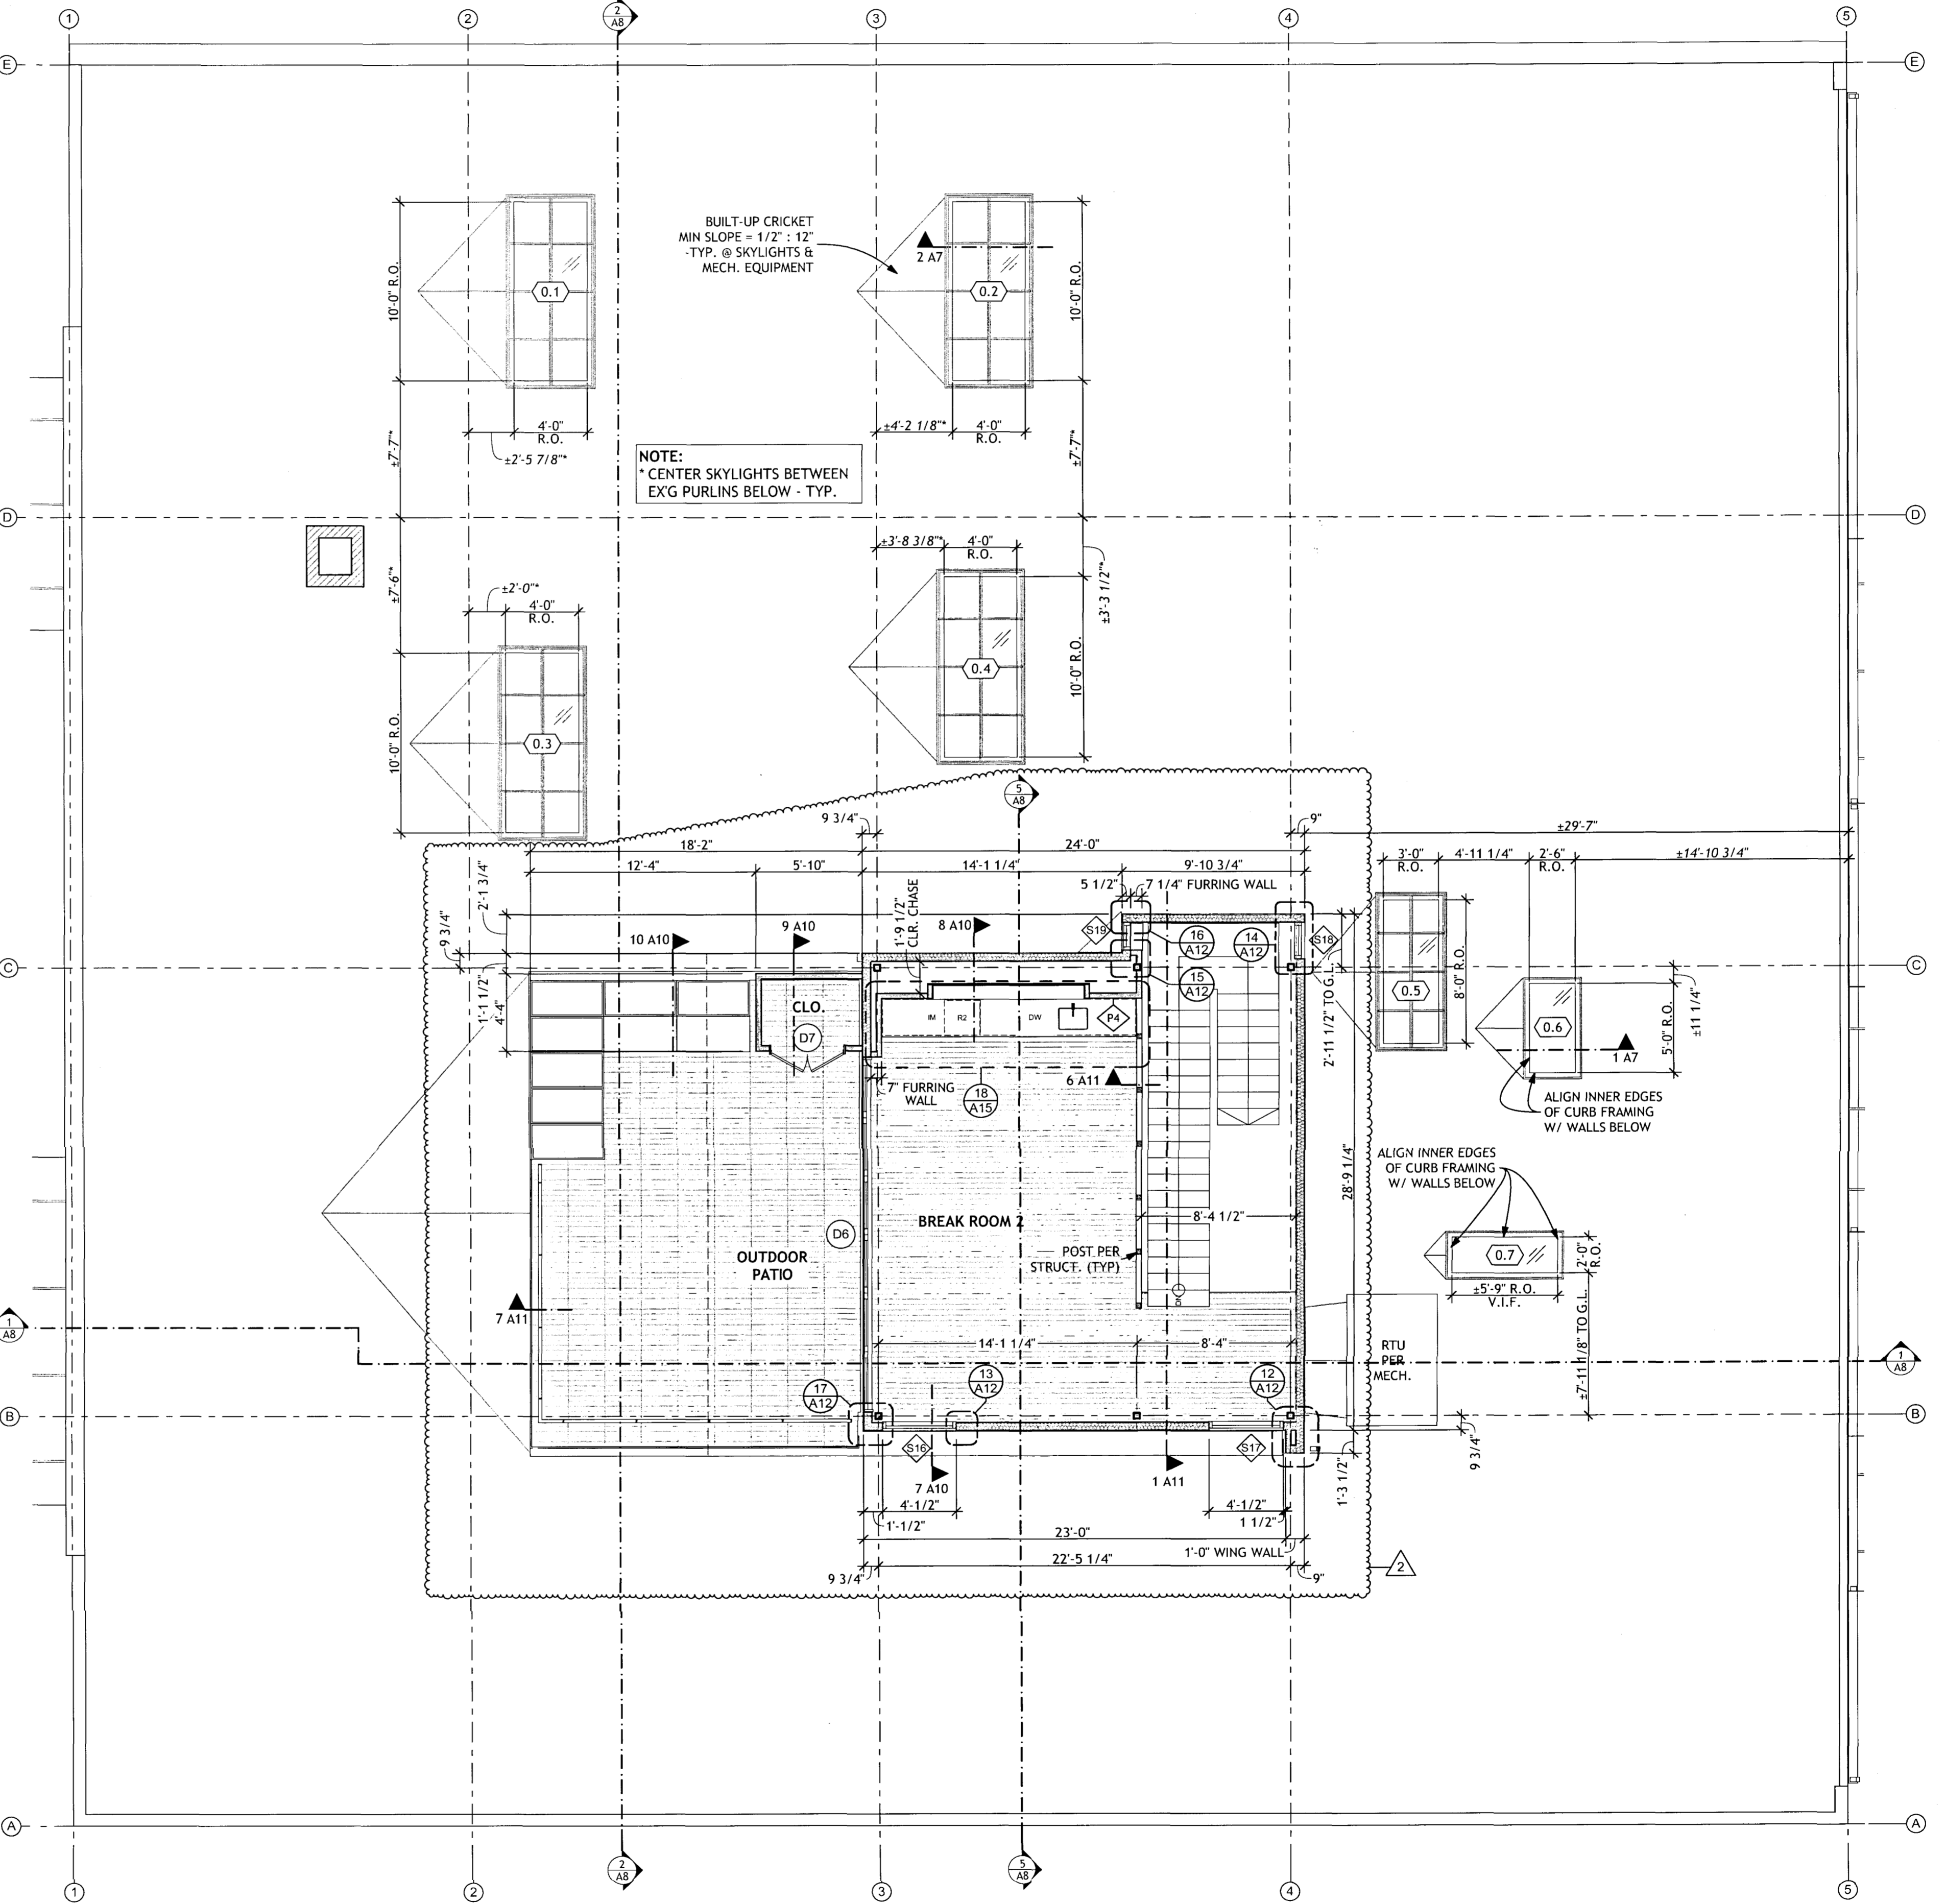 1
2
2
A8
3
4
5
E
E
BUILT-UP CRICKET
MIN SLOPE = 1/2" : 12"
-TYP. @ SKYLIGHTS &
MECH. EQUIPMENT
2 A7
10'-0" R.O.
0.1
0.2
10'-0" R.O.
4'-0"
R.O.
±2'-5 7/8"*
±4'-2 1/8"*
4'-0"
R.O.
±7'-7"*
±7'-7"*
NOTE:
* CENTER SKYLIGHTS BETWEEN
EX'G PURLINS BELOW - TYP.
D
D
±3'-8 3/8"*
4'-0"
R.O.
±7'-6"*
±2'-0"*
4'-0"
R.O.
±3'-3 1/2"*
0.4
10'-0" R.O.
0.3
10'-0" R.O.
5
A8
9 3/4"
9"
±29'-7"
18'-2"
24'-0"
12'-4"
5'-10"
14'-1 1/4"
9'-10 3/4"
3'-0"
R.O.
4'-11 1/4"
2'-6"
R.O.
±14'-10 3/4"
5 1/2"
7 1/4" FURRING WALL
2'-1 3/4"
9 3/4"
1'-9 1/2"
CLR. CHASE
10 A10
9 A10
8 A10
S19
16
A12
14
A12
S18
C
C
15
A12
1'-1 1/2"
4'-4"
CLO.
D7
IM
R2
DW
P4
2'-11 1/2" TO G.L.
8'-0" R.O.
0.5
0.6
5'-0" R.O.
±11 1/4"
1 A7
7" FURRING
WALL
18
A15
6 A11
ALIGN INNER EDGES
OF CURB FRAMING
W/ WALLS BELOW
ALIGN INNER EDGES
OF CURB FRAMING
W/ WALLS BELOW
28'-9 1/4"
8'-4 1/2"
BREAK ROOM 2
D6
OUTDOOR
PATIO
POST PER
STRUCT. (TYP)
DN
0.7
2'-0"
R.O.
±5'-9" R.O.
V.I.F.
7 A11
1
A8
14'-1 1/4"
8'-4"
RTU
PER
MECH.
±7'-11 1/8" TO G.L.
1
A8
17
A12
13
A12
12
A12
B
B
S16
S17
9 3/4"
7 A10
1 A11
1'-3 1/2"
4'-1/2"
4'-1/2"
1'-1/2"
1 1/2"
23'-0"
1'-0" WING WALL
22'-5 1/4"
9 3/4"
9"
2
A
A
2
A8
5
A8
1
2
3
4
5